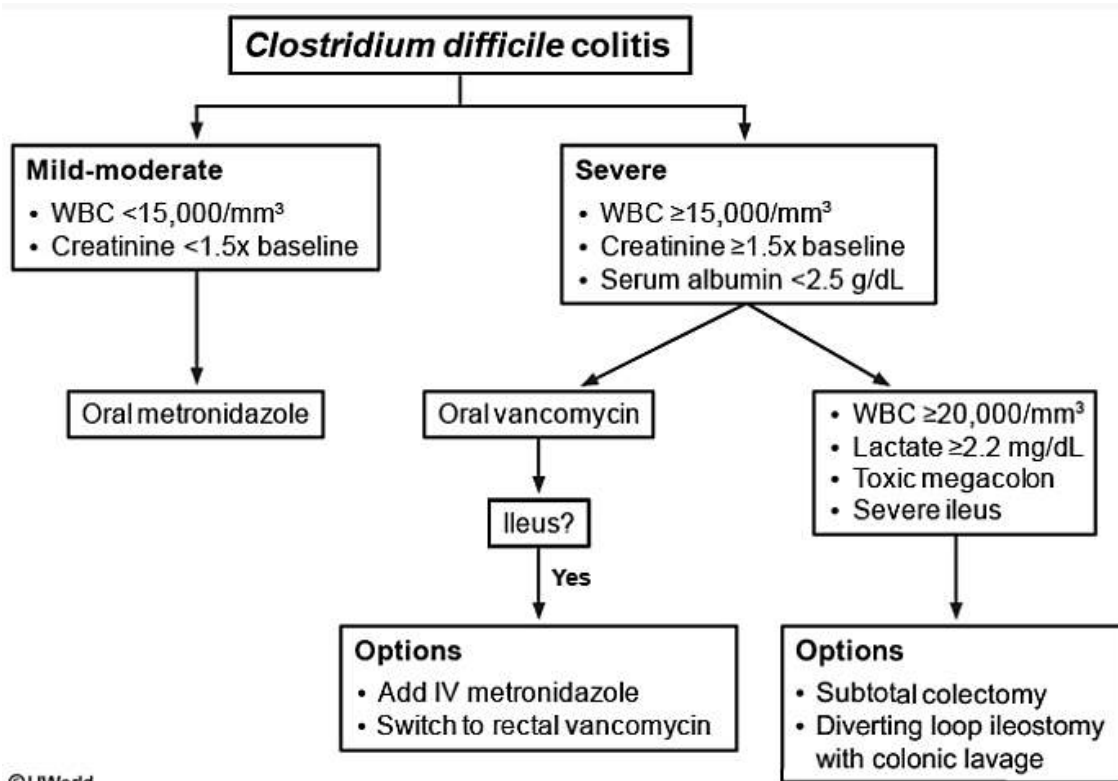 Clostridium difficile colitis
Mild-moderate
• WBC <15,000/mm³
• Creatinine <1.5x baseline
Severe
• WBC ≥15,000/mm³
• Creatinine ≥1.5x baseline
• Serum albumin <2.5 g/dL
Oral metronidazole
Oral vancomycin
• WBC ≥20,000/mm³
• Lactate ≥2.2 mg/dL
• Toxic megacolon
• Severe ileus
Ileus?
Yes
Options
• Add IV metronidazole
• Switch to rectal vancomycin
Options
• Subtotal colectomy
• Diverting loop ileostomy
with colonic lavage
©UWorld